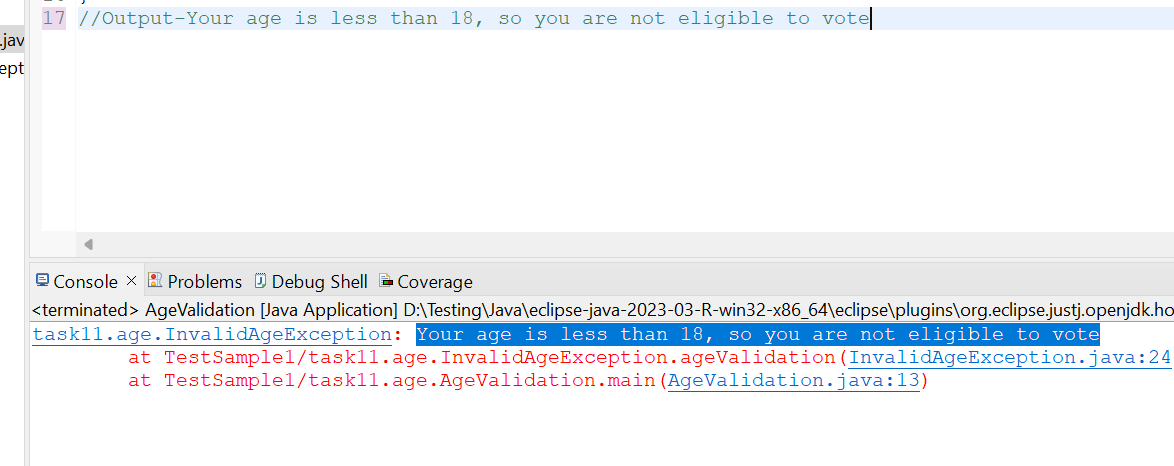 17 //Output-Your age is less than 18, so you are not eligible to vote
.jav
ept
Console × Problems Debug Shell Coverage
<terminated> AgeValidation [Java Application] D:\Testing\Java\eclipse-java-2023-03-R-win32-x86_64\eclipse\plugins\org.eclipse.justj.openjdk.ho
task11.age.InvalidAgeException: Your age is less than 18, so you are not eligible to vote
at TestSample1/task11.age.InvalidAgeException.ageValidation(InvalidAgeException.java:24
at TestSample1/task11.age.AgeValidation.main(AgeValidation.java:13)